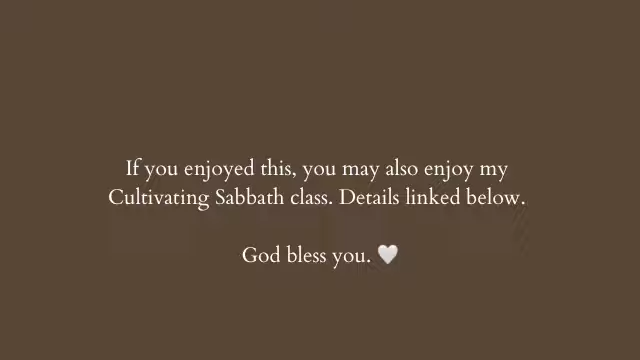 If you enjoyed this, you may also enjoy my
Cultivating Sabbath class. Details linked below.
God bless you. 🤍